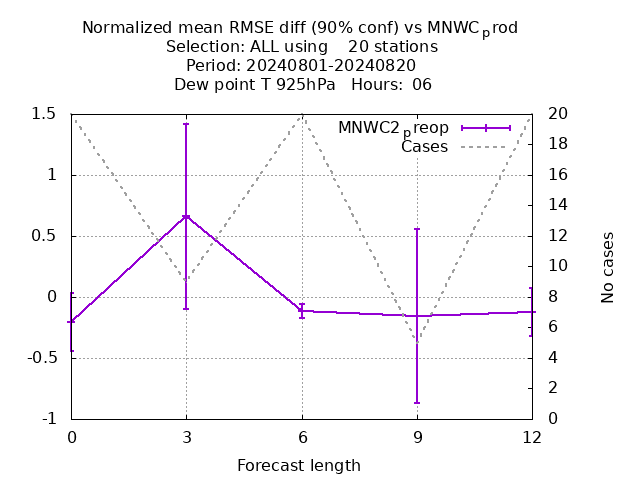 Normalized mean RMSE diff (90% conf) vs MNWCprod
Selection: ALL using    20 stations
Period: 20240801-20240820
Dew point T 925hPa   Hours:  06
MNWC2preop
Cases
1.5
1
0.5
0
-0.5
-1
20
18
16
14
12
10
8
6
4
2
0
No cases
0
3
6
9
12
Forecast length